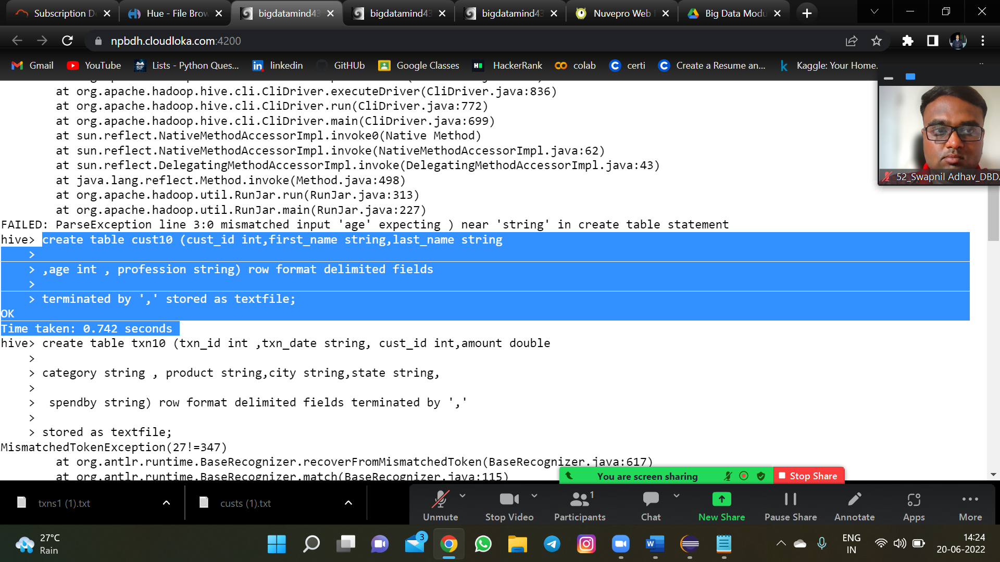 Subscription D
Hue - File Brow
bigdatamind43
bigdatamind43
bigdatamind43
Nuvepro Web
Big Data Modu
npbdh.cloudloka.com:4200
Gmail
YouTube
Lists - Python Ques...
linkedin
GitHUb
Google Classes
HackerRank
colab
certi
Create a Resume an...
Kaggle: Your Home.
at org.apache.hadoop.hive.cli.CliDriver.executeDriver(CliDriver.java:836)
at org.apache.hadoop.hive.cli.CliDriver.run(CliDriver.java:772)
at org.apache.hadoop.hive.cli.CliDriver.main(CliDriver.java:699)
at sun.reflect.NativeMethodAccessorImpl.invoke0(Native Method)
at sun.reflect.NativeMethodAccessorImpl.invoke(NativeMethodAccessorImpl.java:62)
at sun.reflect.DelegatingMethodAccessorImpl.invoke(DelegatingMethodAccessorImpl.java:43)
52_Swapnil Adhav_DBD
at java.lang.reflect.Method.invoke(Method.java:498)
at org.apache.hadoop.util.RunJar.run(RunJar.java:313)
at org.apache.hadoop.util.RunJar.main(RunJar.java:227)
FAILED: ParseException line 3:0 mismatched input 'age' expecting ) near 'string' in create table statement
hive> create table cust10 (cust_id int,first_name string,last_name string
>
> ,age int , profession string) row format delimited fields
>
> terminated by ',' stored as textfile;
OK
Time taken: 0.742 seconds
hive> create table txn10 (txn_id int ,txn_date string, cust_id int,amount double
>
> category string , product string,city string,state string,
>
>  spendby string) row format delimited fields terminated by ','
>
> stored as textfile;
MismatchedTokenException(27!=347)
at org.antlr.runtime.BaseRecognizer.recoverFromMismatchedToken(BaseRecognizer.java:617)
at org.antlr.runtime.BaseRecognizer.match(BaseRecognizer.java:115)
You are screen sharing
Stop Share
txns1 (1).txt
custs (1).txt
Unmute
Stop Video
Participants 1
Chat
New Share
Pause Share
Annotate
Apps
More
27°C
Rain
3
ENG
IN
14:24
20-06-2022